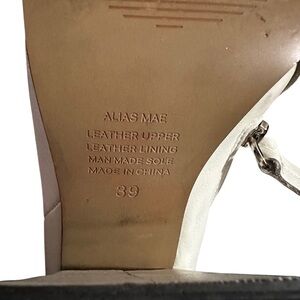 ALIAS MAE
LEATHER UPPER
LEATHER LINING
MAN MADE SOLE
MADE IN CHINA
39